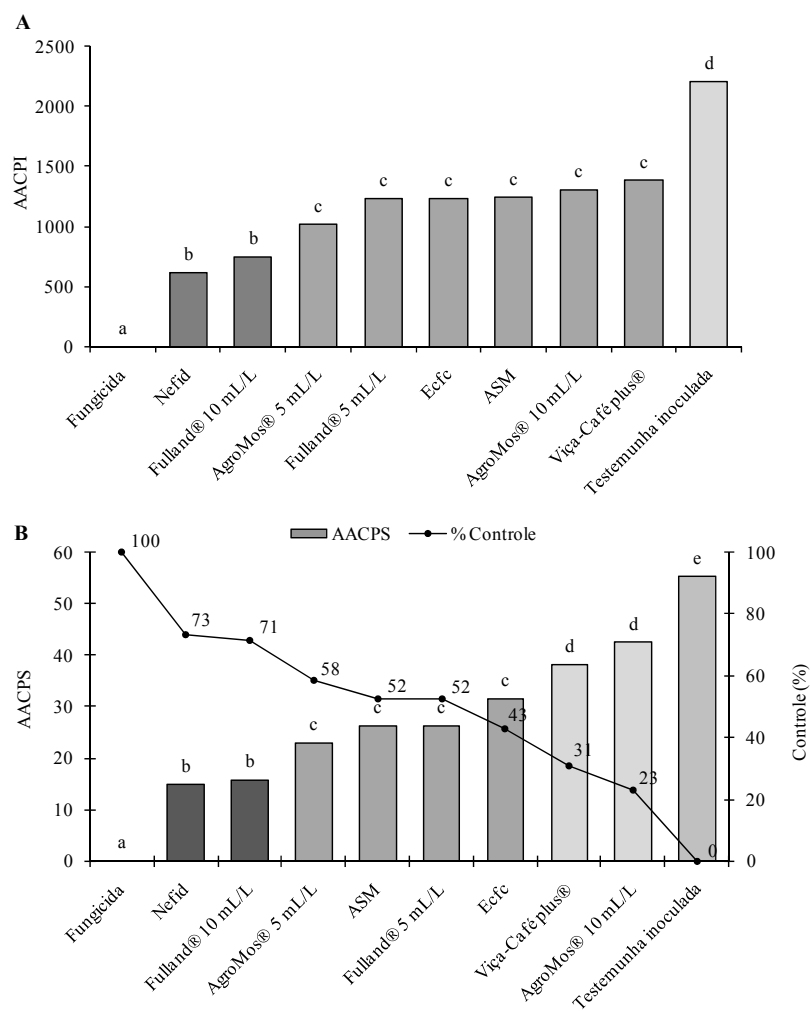 A
2500
2000
1500
1000
500
0
AACPI
a
b
b
c
c
c
c
c
c
d
Fungicida
Nefid
Fulland® 10 mL/L
AgroMos® 5 mL/L
Fulland® 5 mL/L
Ecfc
ASM
AgroMos® 10 mL/L
Viça-Café plus®
Testemunha inoculada
B
AACPS
% Controle
60
50
40
30
20
10
0
AACPS
100
73
71
58
52
52
43
31
23
0
a
b
b
c
c
c
c
d
d
e
100
80
60
40
20
0
Controle (%)
Fungicida
Nefid
Fulland® 10 mL/L
AgroMos® 5 mL/L
ASM
Fulland® 5 mL/L
Ecfc
Viça-Café plus®
AgroMos® 10 mL/L
Testemunha inoculada